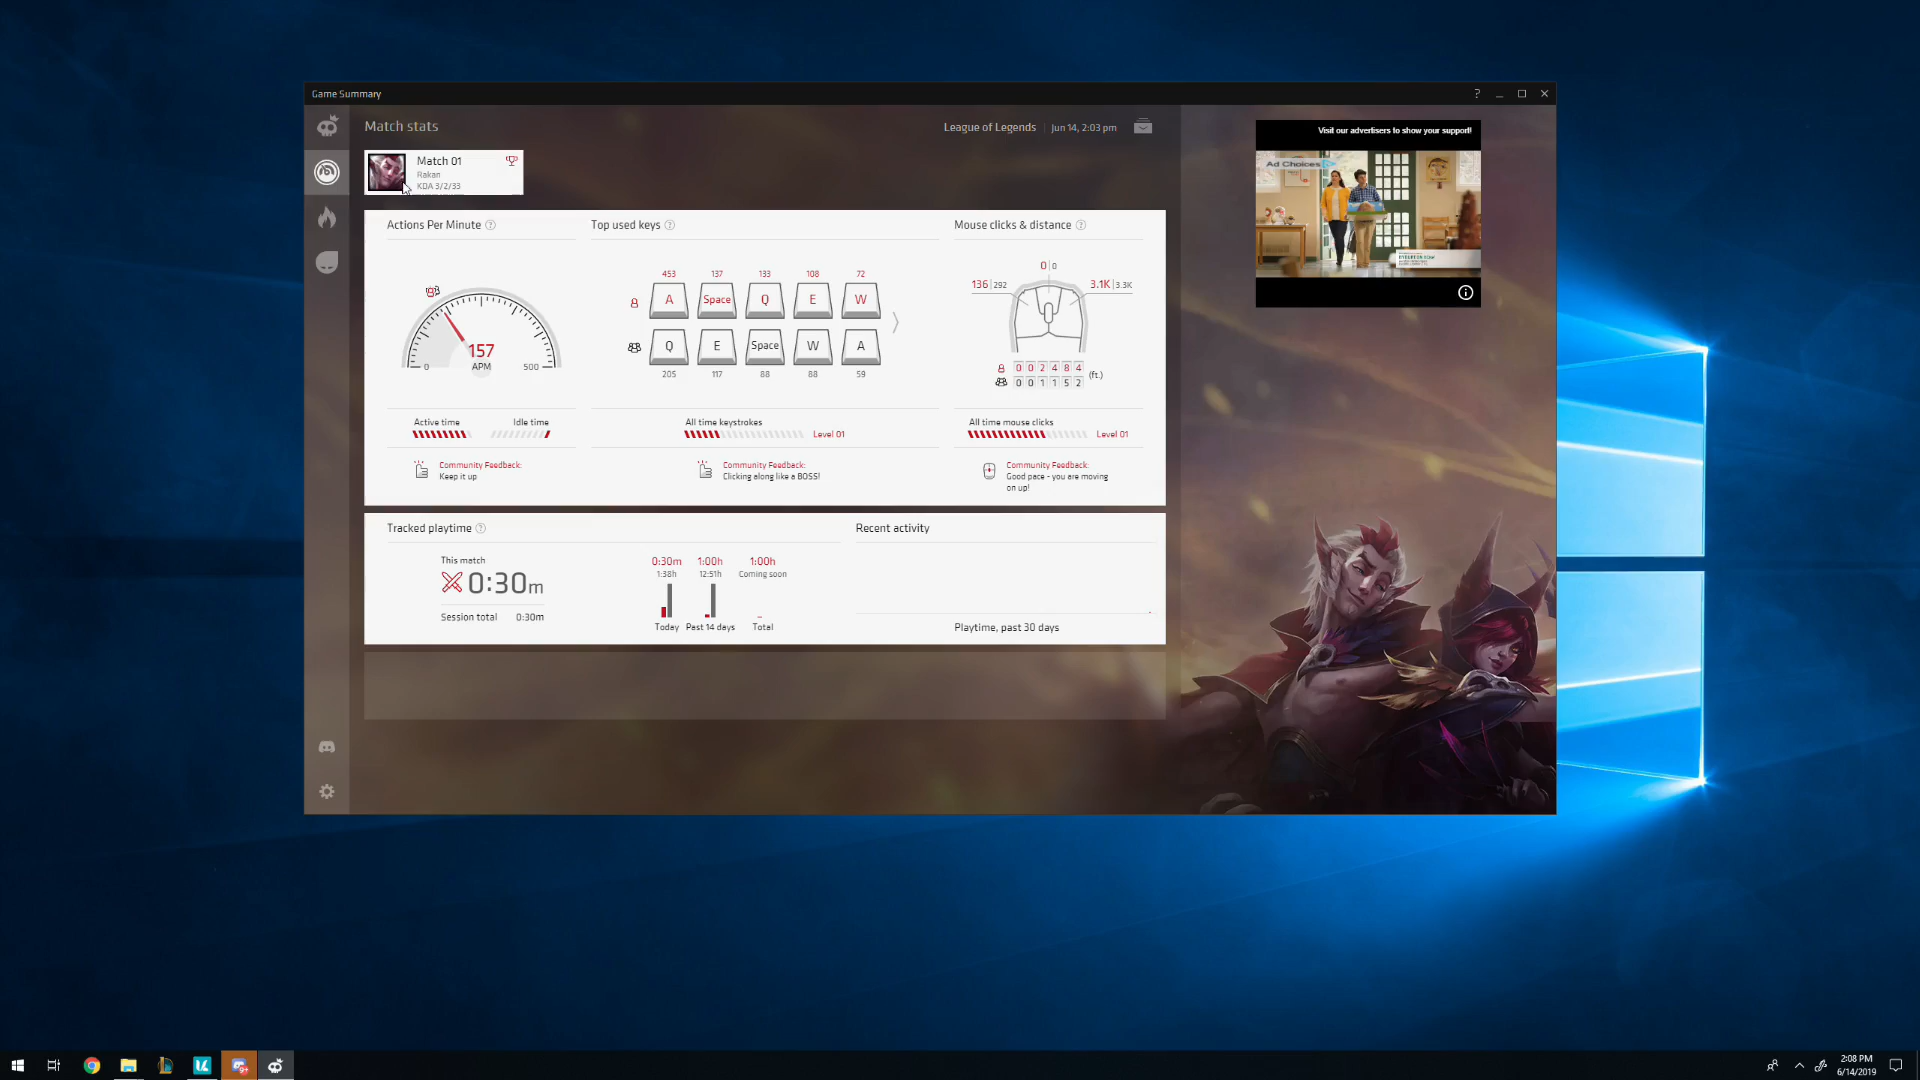 Game Summary
?
Match stats
League of Legends
Jun 14, 2:03 pm
Visit our advertisers to show your support!
Ad Choices
Match 01
Rakan
KDA 3/2/33
Actions Per Minute ?
Top used keys ?
Mouse clicks & distance ?
157
APM
0
500
453 137 133 108 72
A Space Q E W
Q E Space W A
205 117 88 88 59
0|0
136|292
3.1K|3.3K
0 0 2 4 8 4
0 0 1 1 5 2
(ft.)
Active time
Idle time
All time keystrokes
Level 01
All time mouse clicks
Level 01
Community Feedback:
Keep it up
Community Feedback:
Clicking along like a BOSS!
Community Feedback:
Good pace - you are moving
on up!
Tracked playtime ?
Recent activity
This match
0:30m
Session total 0:30m
0:30m 1:00h 1:00h
1:38h 12:51h Coming soon
Today Past 14 days Total
Playtime, past 30 days
9+
2:08 PM
6/14/2019